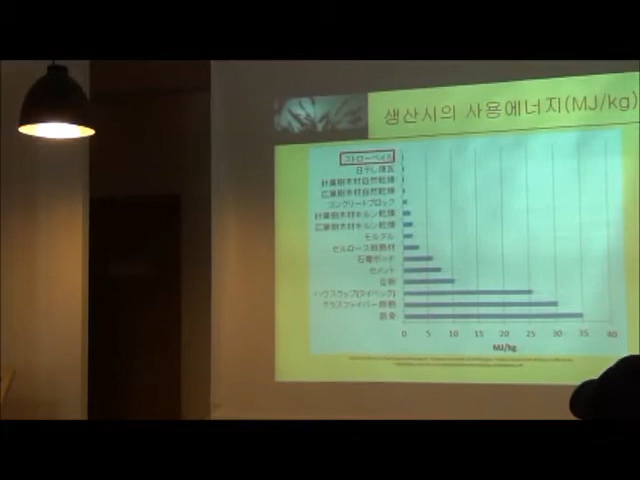 생산시의 사용에너지(MJ/kg)
ストローベイル
日干し煉瓦
針葉樹木材自然乾燥
広葉樹木材自然乾燥
コンクリートブロック
針葉樹木材キルン乾燥
広葉樹木材キルン乾燥
モルタル
セルロース断熱材
石膏ボード
セメント
合板
ハウスラップ(タイベック)
グラスファイバー断熱
鉄骨
0 5 10 15 20 25 30 35 40
MJ/kg